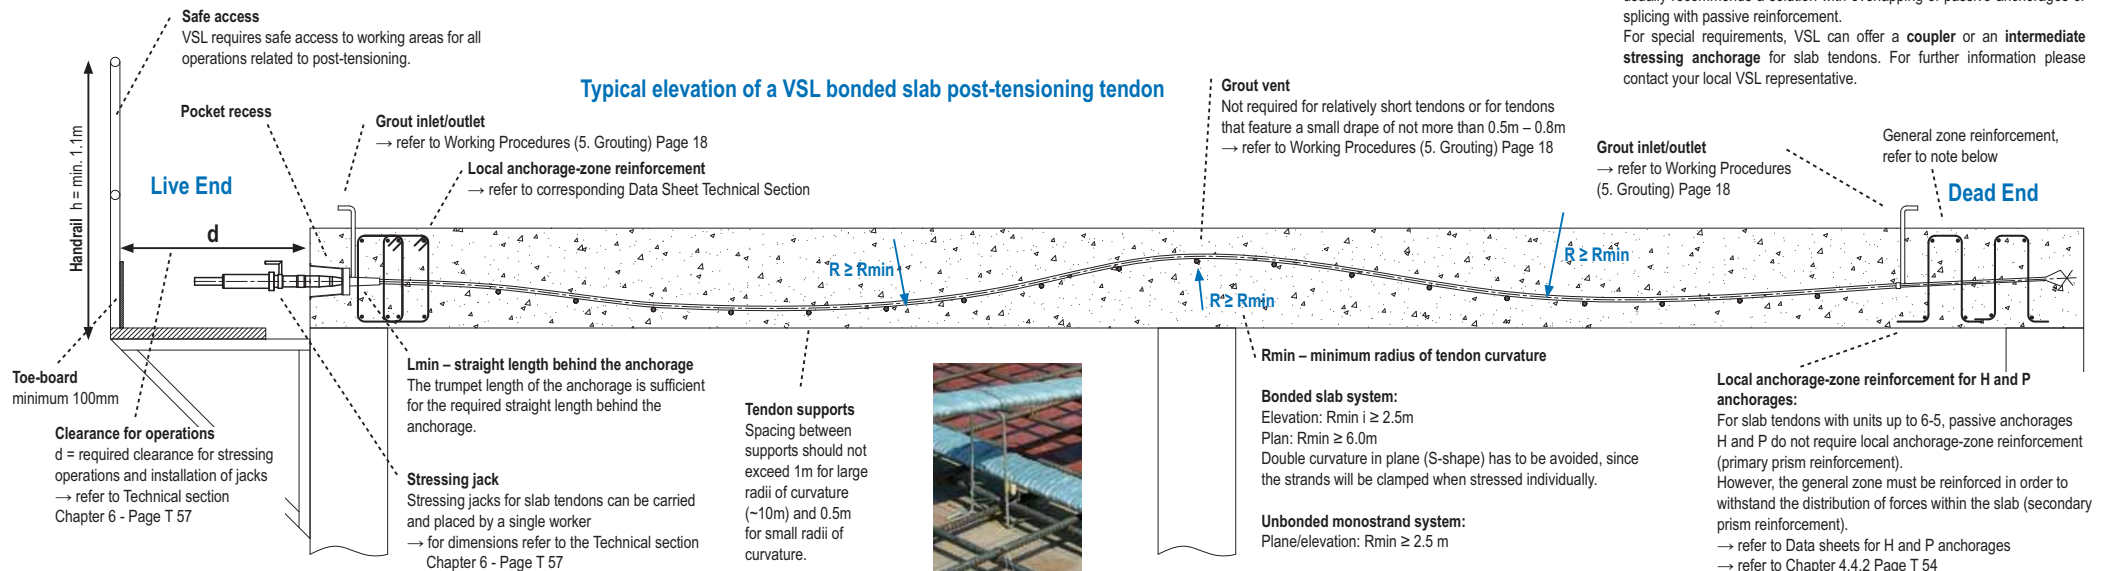 Safe access
VSL requires safe access to working areas for all
operations related to post-tensioning.
splicing with passive reinforcement.
For special requirements, VSL can offer a coupler or an intermediate
stressing anchorage for slab tendons. For further information please
contact your local VSL representative.
Typical elevation of a VSL bonded slab post-tensioning tendon
Grout vent
Not required for relatively short tendons or for tendons
that feature a small drape of not more than 0.5m – 0.8m
→ refer to Working Procedures (5. Grouting) Page 18
Pocket recess
Grout inlet/outlet
→ refer to Working Procedures (5. Grouting) Page 18
Local anchorage-zone reinforcement
→ refer to corresponding Data Sheet Technical Section
Grout inlet/outlet
→ refer to Working Procedures
(5. Grouting) Page 18
General zone reinforcement,
refer to note below
Live End
Dead End
Handrail h = min. 1.1m
d
R ≥ Rmin
R ≥ Rmin
R ≥ Rmin
Toe-board
minimum 100mm
Clearance for operations
d = required clearance for stressing
operations and installation of jacks
→ refer to Technical section
Chapter 6 - Page T 57
Lmin – straight length behind the anchorage
The trumpet length of the anchorage is sufficient
for the required straight length behind the
anchorage.
Stressing jack
Stressing jacks for slab tendons can be carried
and placed by a single worker
→ for dimensions refer to the Technical section
Chapter 6 - Page T 57
Tendon supports
Spacing between
supports should not
exceed 1m for large
radii of curvature
(~10m) and 0.5m
for small radii of
curvature.
Rmin – minimum radius of tendon curvature
Bonded slab system:
Elevation: Rmin i ≥ 2.5m
Plan: Rmin ≥ 6.0m
Double curvature in plane (S-shape) has to be avoided, since
the strands will be clamped when stressed individually.
Unbonded monostrand system:
Plane/elevation: Rmin ≥ 2.5 m
Local anchorage-zone reinforcement for H and P
anchorages:
For slab tendons with units up to 6-5, passive anchorages
H and P do not require local anchorage-zone reinforcement
(primary prism reinforcement).
However, the general zone must be reinforced in order to
withstand the distribution of forces within the slab (secondary
prism reinforcement).
→ refer to Data sheets for H and P anchorages
→ refer to Chapter 4.4.2 Page T 54